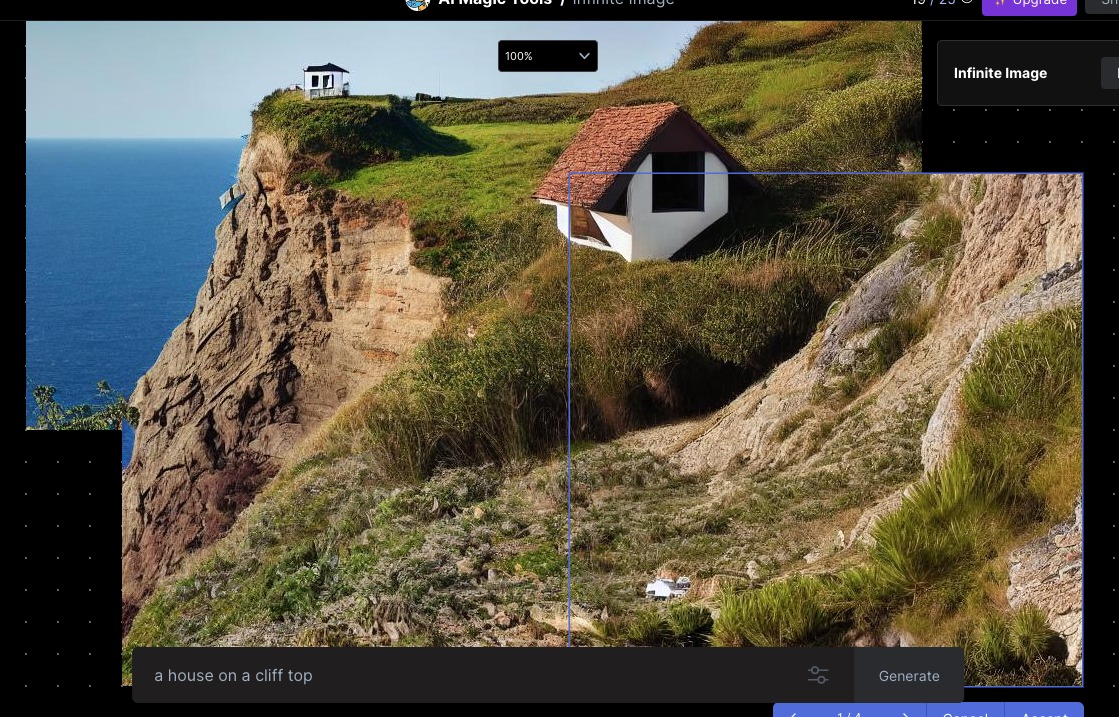 AI Magic Tools / Infinite Image
19 / 25
Upgrade
100%
Infinite Image
a house on a cliff top
Generate
1 / 4
Cancel
Accept